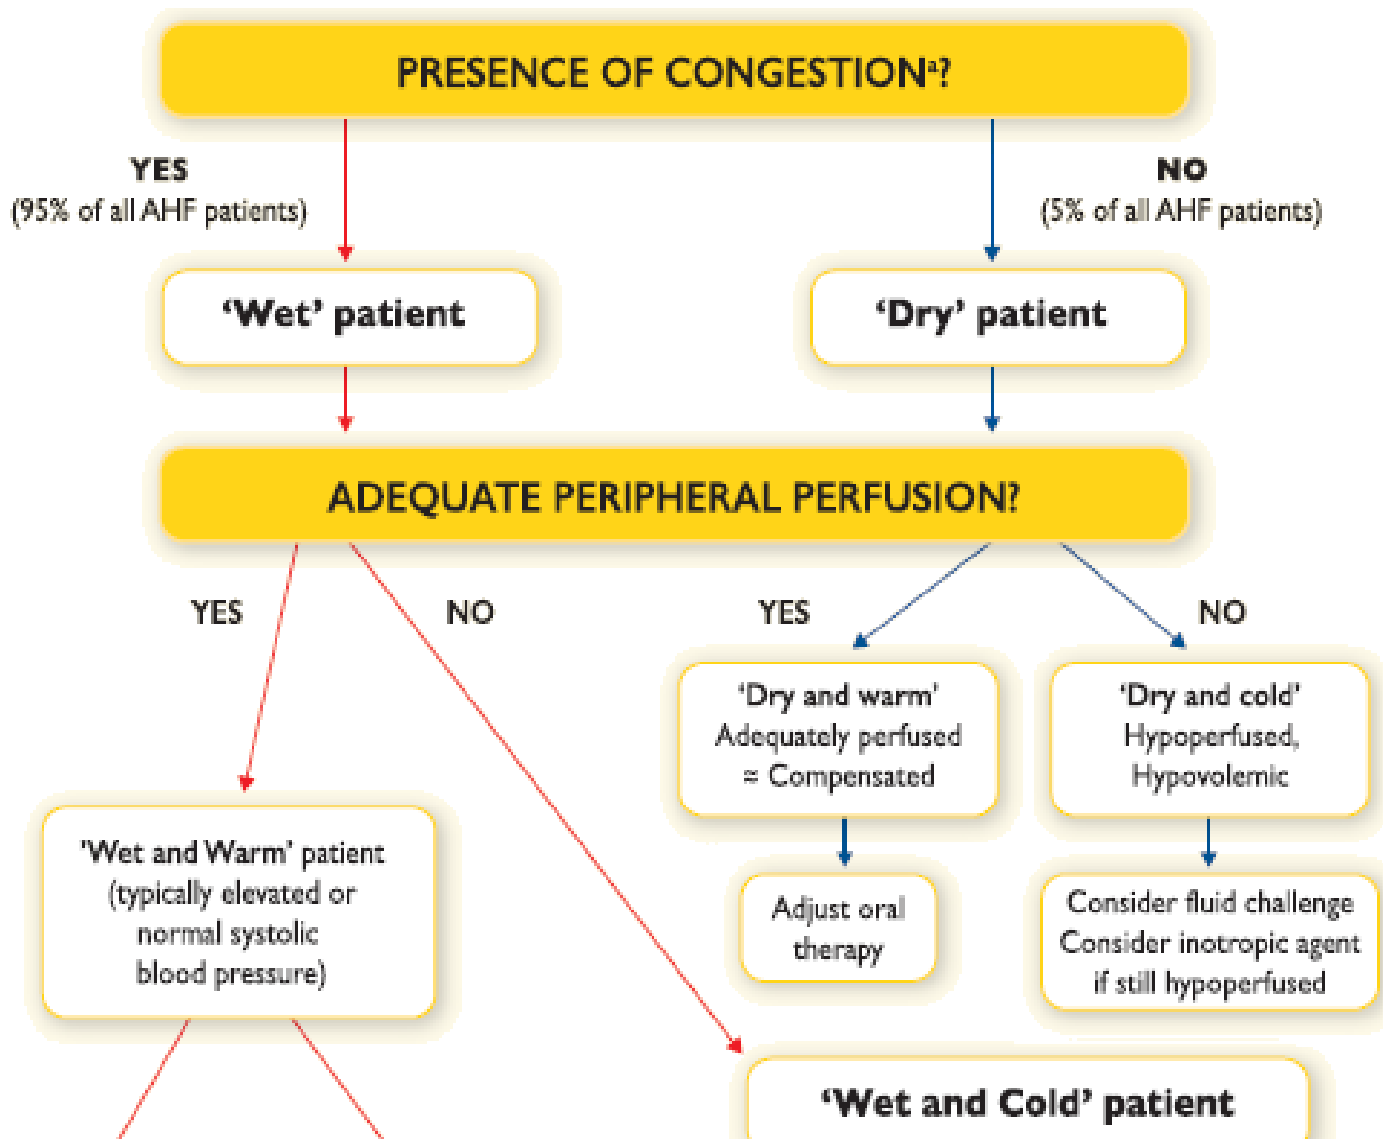 PRESENCE OF CONGESTIONª?
YES
(95% of all AHF patients)
NO
(5% of all AHF patients)
‘Wet’ patient
‘Dry’ patient
ADEQUATE PERIPHERAL PERFUSION?
YES
NO
YES
NO
‘Dry and warm’
Adequately perfused
≈ Compensated
‘Dry and cold’
Hypoperfused,
Hypovolemic
'Wet and Warm' patient
(typically elevated or
normal systolic
blood pressure)
Adjust oral
therapy
Consider fluid challenge
Consider inotropic agent
if still hypoperfused
‘Wet and Cold’ patient